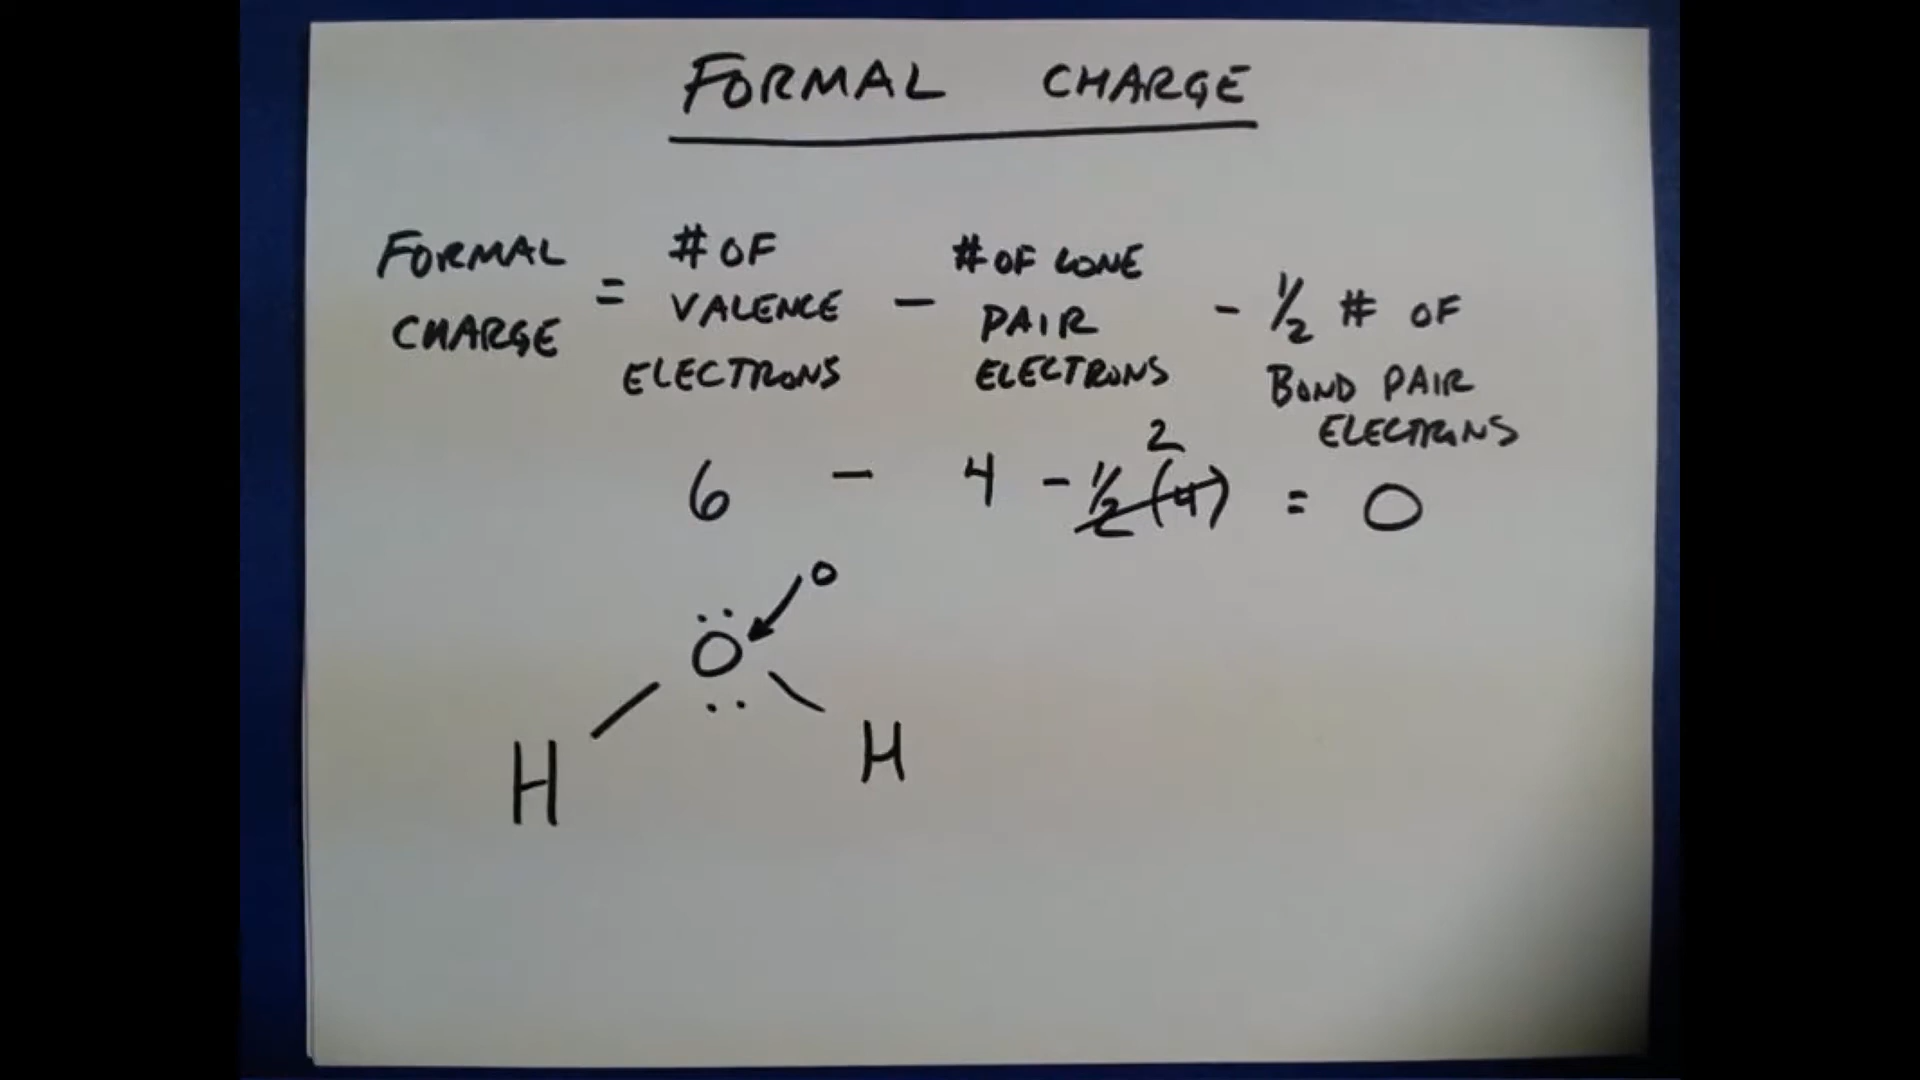 FORMAL CHARGE
FORMAL CHARGE = # OF VALENCE ELECTRONS - # OF LONE PAIR ELECTRONS - 1/2 # OF BOND PAIR ELECTRONS
2
6 - 4 - 1/2 (4) = 0
0
O
H H